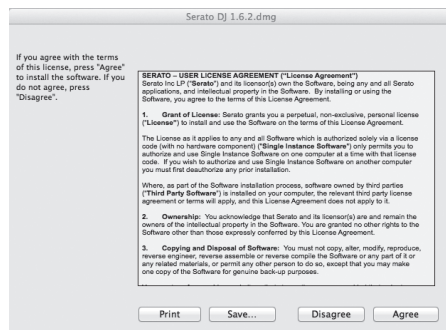 Serato DJ 1.6.2.dmg
If you agree with the terms
of this license, press "Agree"
to install the software. If you
do not agree, press
"Disagree".
SERATO – USER LICENSE AGREEMENT ("License Agreement")
Serato Inc LP ("Serato") and its licensor(s) own the Software, being any and all Serato
applications, and intellectual property in the Software. By installing or using the
Software, you agree to the terms of this License Agreement.
1. Grant of License: Serato grants you a perpetual, non-exclusive, personal license
("License") to install and use the Software on the terms of this License Agreement.
The License as it applies to any and all Software which is authorized solely via a license
code (with no hardware component) ("Single Instance Software") only permits you to
authorize and use Single Instance Software on one computer at a time with that license
code. If you wish to authorize and use Single Instance Software on another computer
you must first deauthorize any prior installation.
Where, as part of the Software installation process, software owned by third parties
("Third Party Software") is installed on your computer, the relevant third party license
agreement or terms will apply, and this License Agreement does not apply to it.
2. Ownership: You acknowledge that Serato and its licensor(s) are and remain the
owners of the intellectual property in the Software. You are granted no other rights to the
Software other than those expressly conferred by this License Agreement.
3. Copying and Disposal of Software: You must not copy, alter, modify, reproduce,
reverse engineer, reverse assemble or reverse compile the Software or any part of it or
any related materials, or permit any other person to do so, except that you may make
one copy of the Software for genuine back-up purposes.
Print Save... Disagree Agree